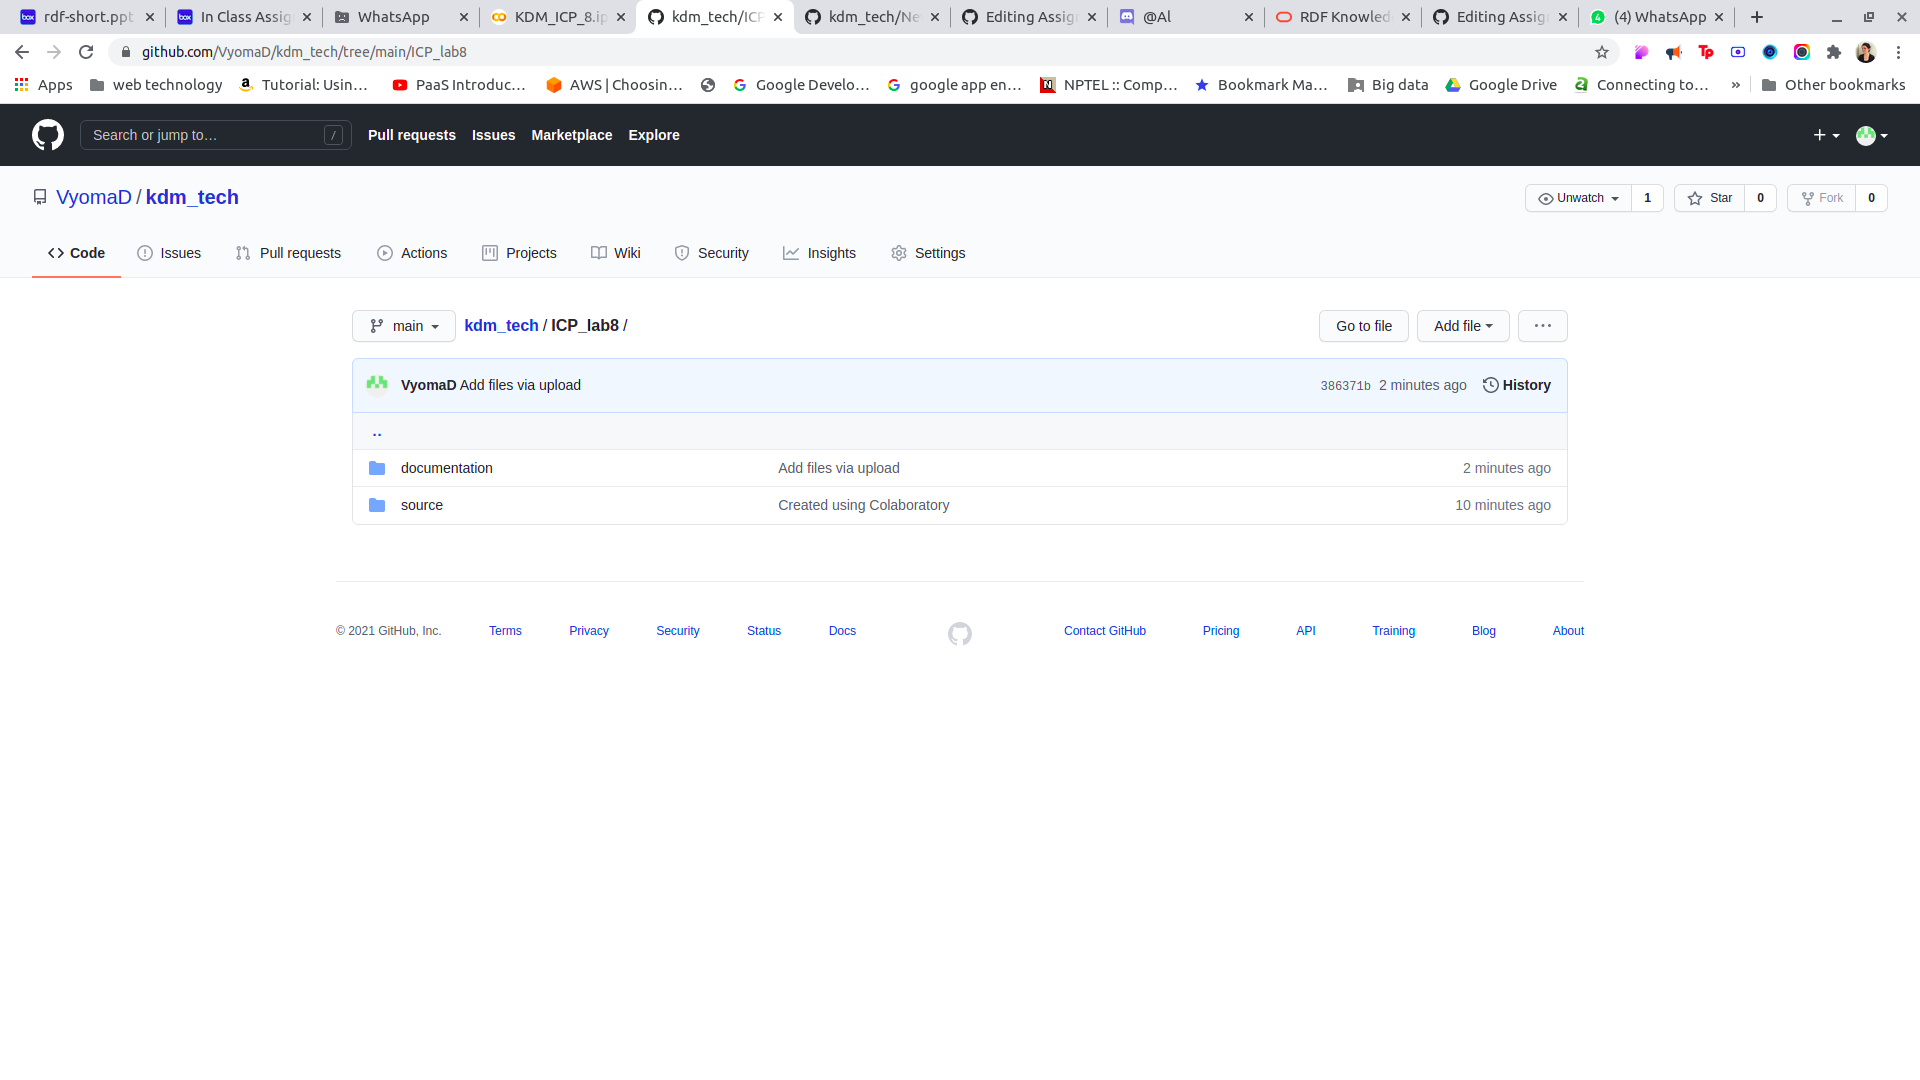 rdf-short.ppt In Class Assig WhatsApp KDM_ICP_8.ip kdm_tech/ICP kdm_tech/Ne Editing Assig @Al RDF Knowled Editing Assig (4) WhatsApp
github.com/VyomaD/kdm_tech/tree/main/ICP_lab8
Apps web technology Tutorial: Usin... PaaS Introduc... AWS | Choosin... Google Develo... google app en... NPTEL :: Comp... Bookmark Ma... Big data Google Drive Connecting to... » Other bookmarks
Search or jump to... / Pull requests Issues Marketplace Explore
VyomaD / kdm_tech Unwatch 1 Star 0 Fork 0
Code Issues Pull requests Actions Projects Wiki Security Insights Settings
main kdm_tech / ICP_lab8 / Go to file Add file ...
VyomaD Add files via upload 386371b 2 minutes ago History
..
documentation Add files via upload 2 minutes ago
source Created using Colaboratory 10 minutes ago
© 2021 GitHub, Inc. Terms Privacy Security Status Docs Contact GitHub Pricing API Training Blog About